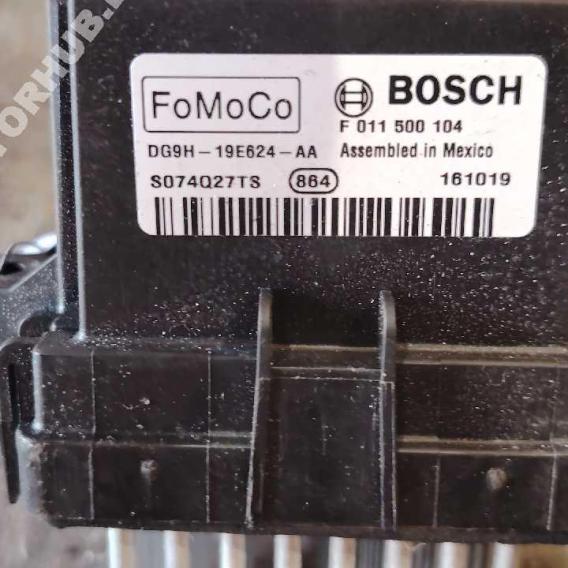 FoMoCo BOSCH
F 011 500 104
DG9H-19E624-AA Assembled in Mexico
S074Q27TS 864 161019